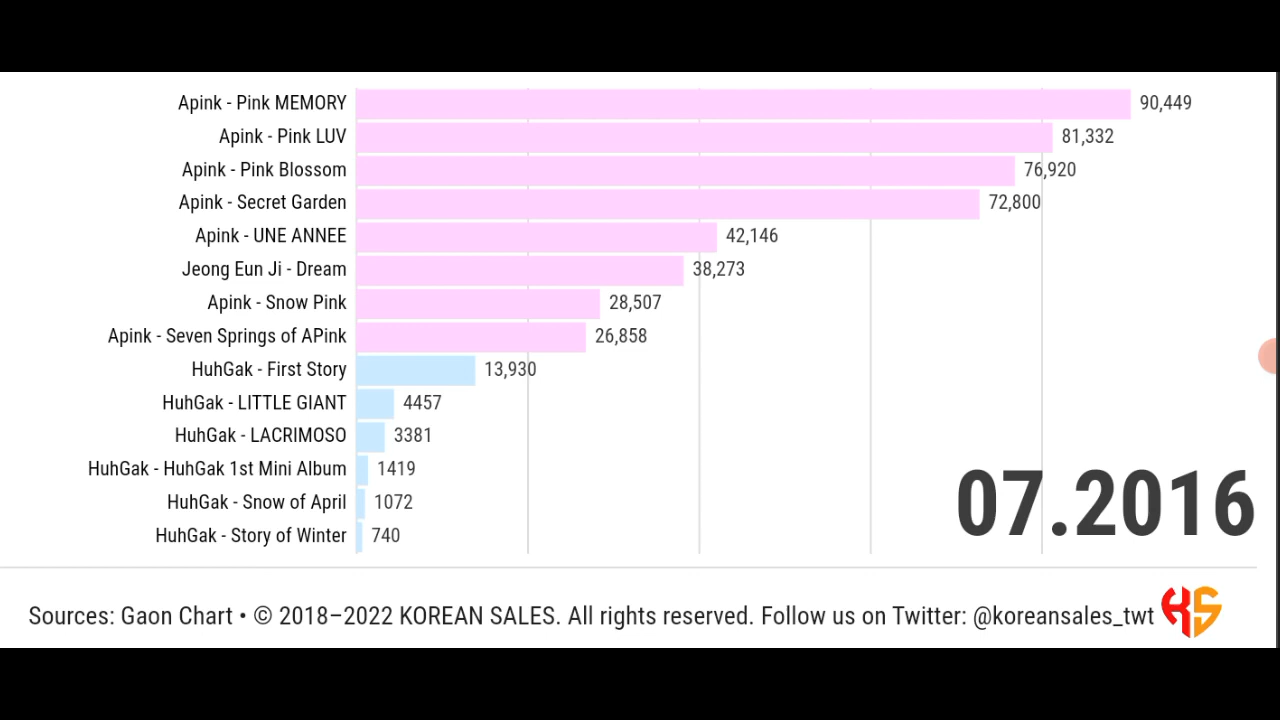 Apink - Pink MEMORY 90,449
Apink - Pink LUV 81,332
Apink - Pink Blossom 76,920
Apink - Secret Garden 72,800
Apink - UNE ANNEE 42,146
Jeong Eun Ji - Dream 38,273
Apink - Snow Pink 28,507
Apink - Seven Springs of APink 26,858
HuhGak - First Story 13,930
HuhGak - LITTLE GIANT 4457
HuhGak - LACRIMOSO 3381
HuhGak - HuhGak 1st Mini Album 1419
HuhGak - Snow of April 1072
HuhGak - Story of Winter 740
07.2016
Sources: Gaon Chart • © 2018–2022 KOREAN SALES. All rights reserved. Follow us on Twitter: @koreansales_twt KS